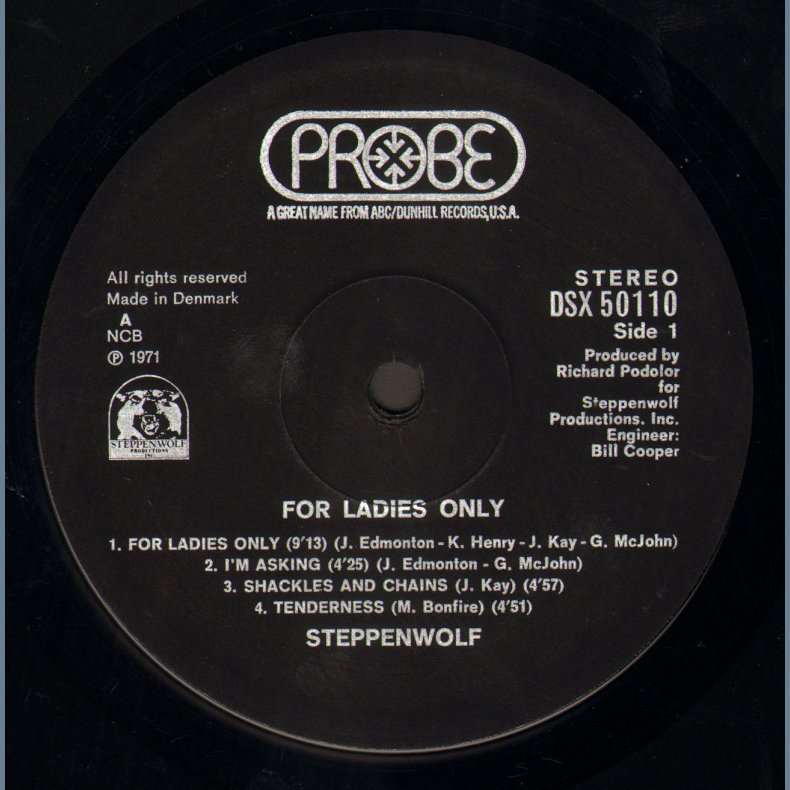 PROBE
A GREAT NAME FROM ABC/DUNHILL RECORDS, U.S.A.
All rights reserved
Made in Denmark
A
NCB
℗ 1971
STEPPENWOLF
PRODUCTIONS
INC
STEREO
DSX 50110
Side 1
Produced by
Richard Podolor
for
Steppenwolf
Productions. Inc.
Engineer:
Bill Cooper
FOR LADIES ONLY
1. FOR LADIES ONLY (9'13) (J. Edmonton - K. Henry - J. Kay - G. McJohn)
2. I'M ASKING (4'25) (J. Edmonton - G. McJohn)
3. SHACKLES AND CHAINS (J. Kay) (4'57)
4. TENDERNESS (M. Bonfire) (4'51)
STEPPENWOLF